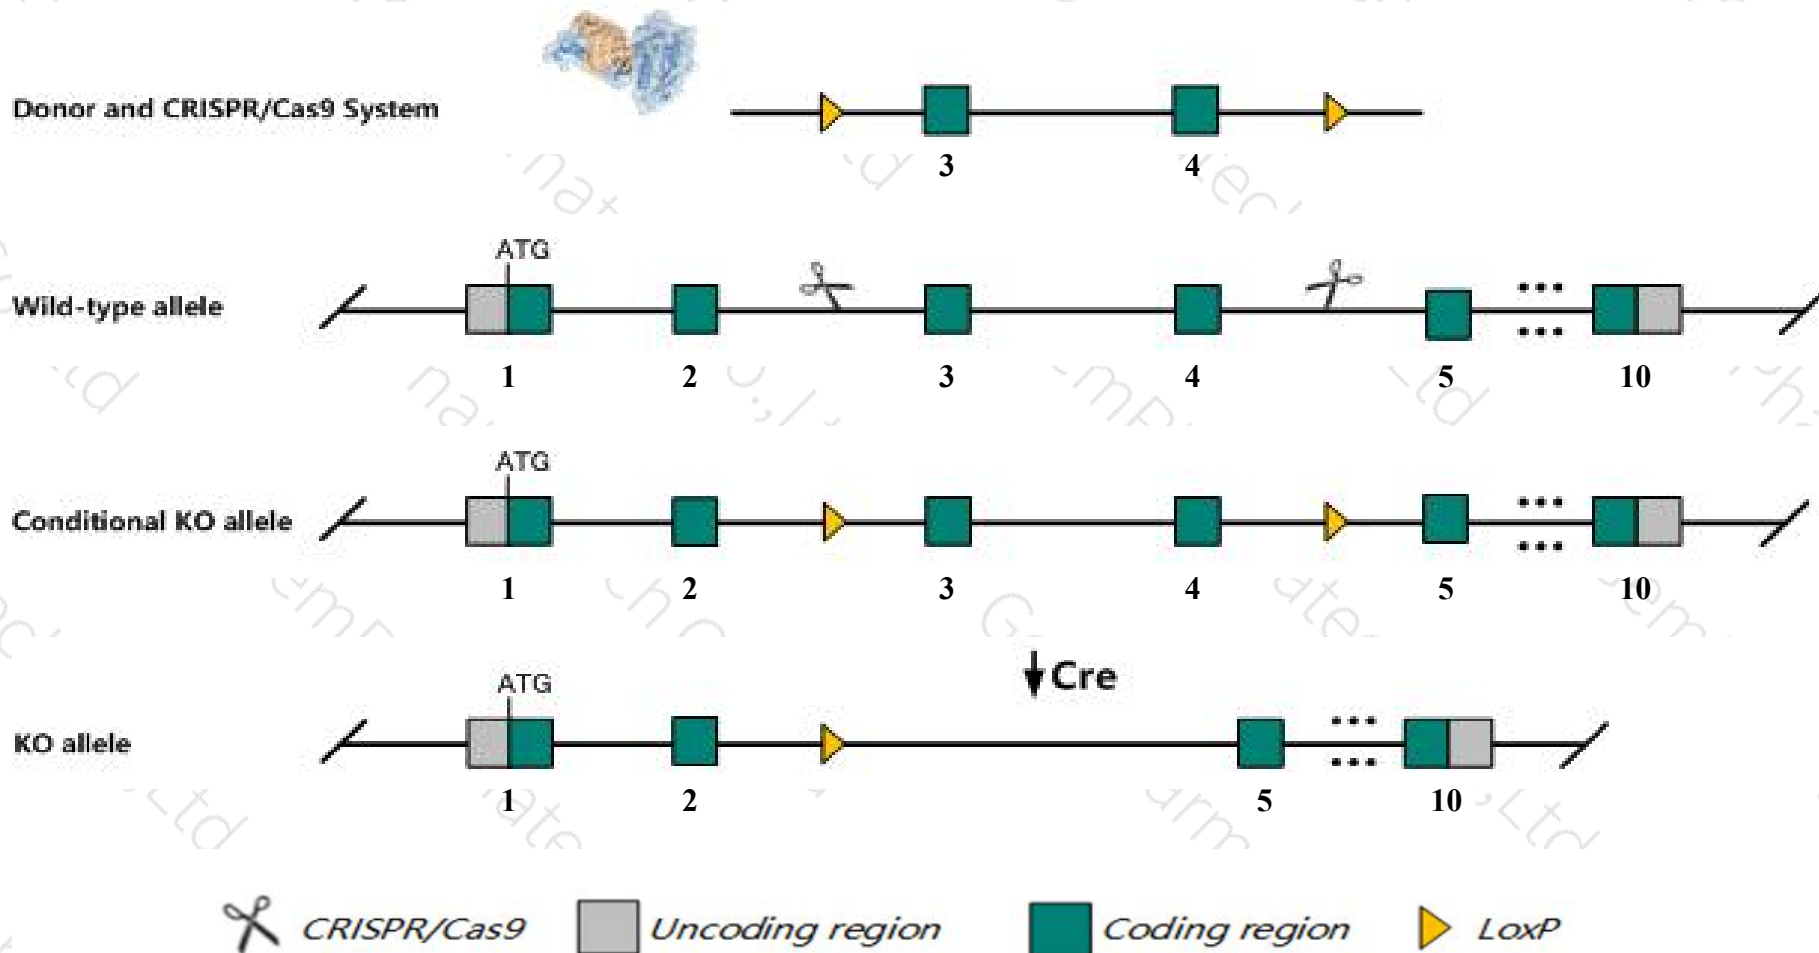 Donor and CRISPR/Cas9 System
3 4
ATG
Wild-type allele
1 2 3 4 5 10
ATG
Conditional KO allele
1 2 3 4 5 10
Cre
ATG
KO allele
1 2 5 10
CRISPR/Cas9 Uncoding region Coding region LoxP